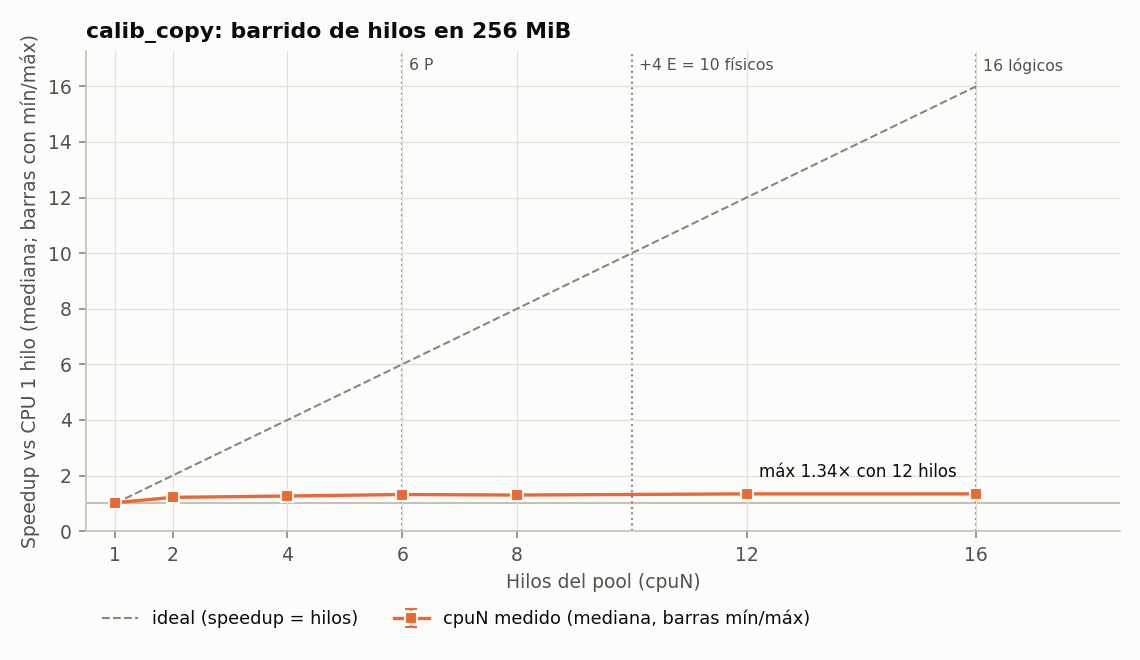 calib_copy: barrido de hilos en 256 MiB
Speedup vs CPU 1 hilo (mediana; barras con mín/máx)
6 P
+4 E = 10 físicos
16 lógicos
16
14
12
10
8
6
4
2
0
máx 1.34× con 12 hilos
1 2 4 6 8 12 16
Hilos del pool (cpuN)
ideal (speedup = hilos) cpuN medido (mediana, barras mín/máx)